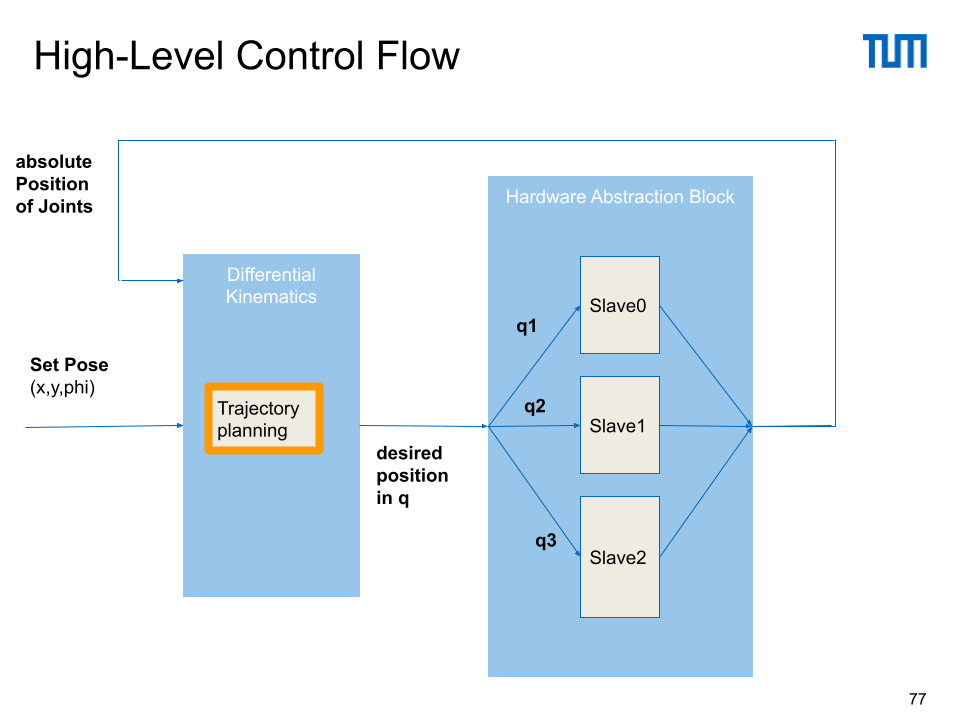 High-Level Control Flow
TUM
absolute
Position
of Joints
Hardware Abstraction Block
Differential
Kinematics
Slave0
q1
Set Pose
(x,y,phi)
Trajectory
planning
q2
Slave1
desired
position
in q
q3
Slave2
77